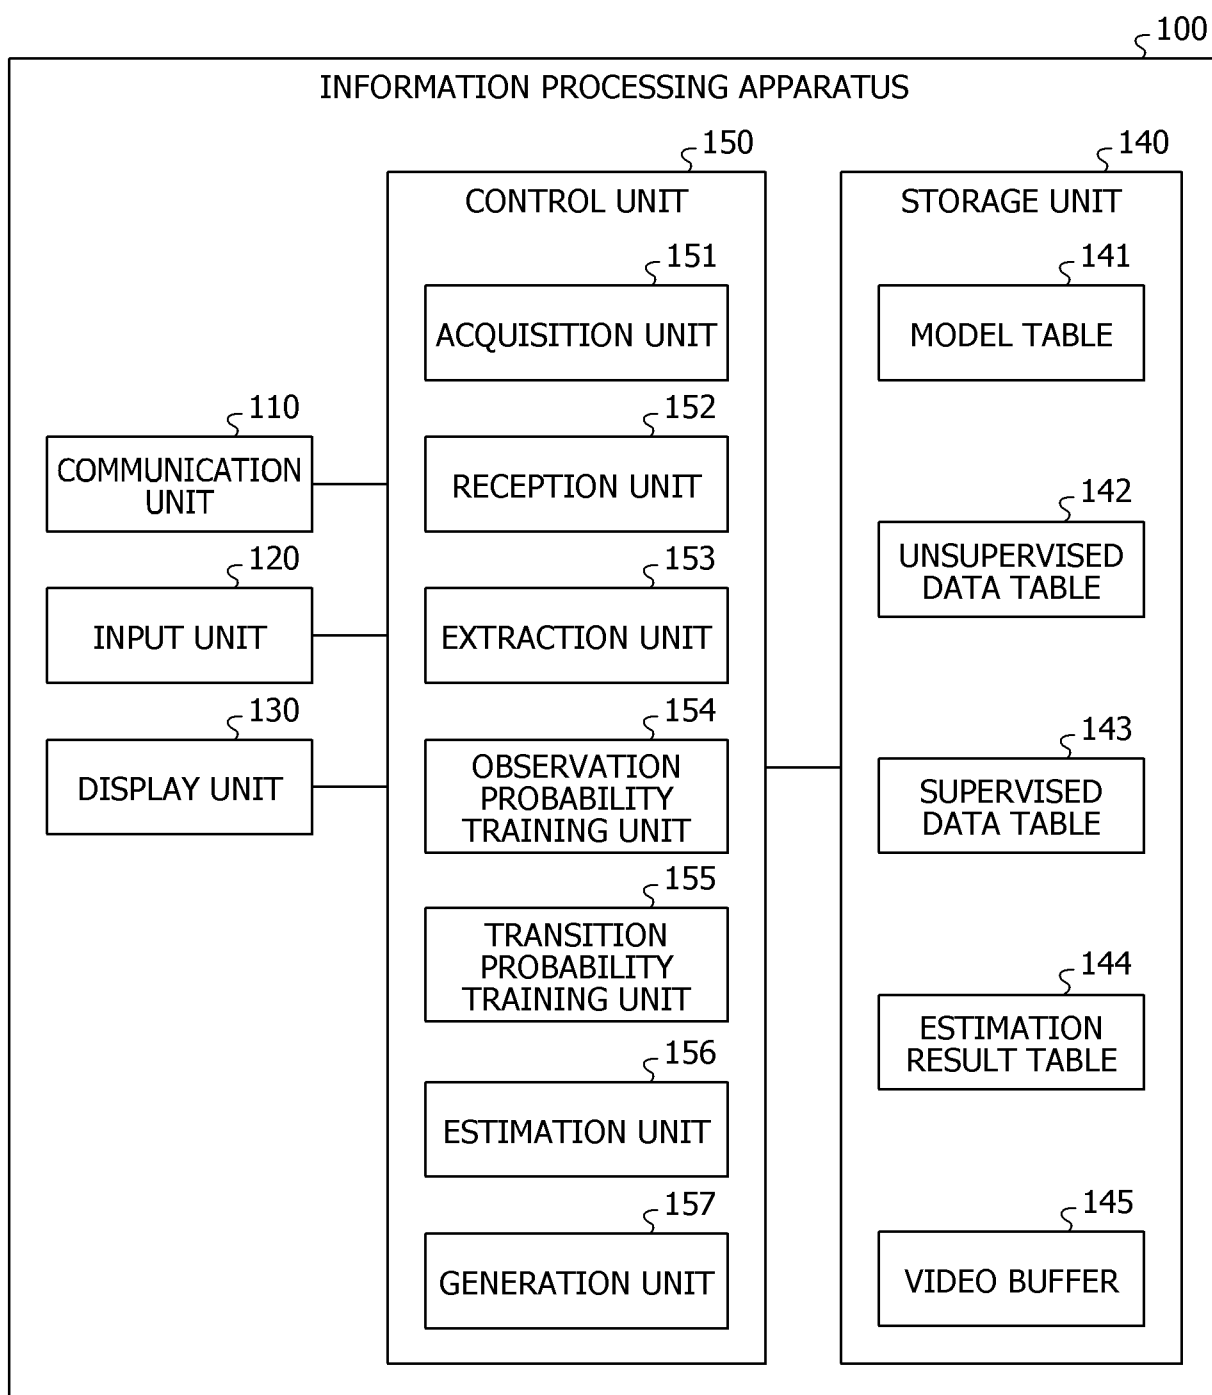 100
INFORMATION PROCESSING APPARATUS
110
COMMUNICATION
UNIT
120
INPUT UNIT
130
DISPLAY UNIT
150
CONTROL UNIT
151
ACQUISITION UNIT
152
RECEPTION UNIT
153
EXTRACTION UNIT
154
OBSERVATION
PROBABILITY
TRAINING UNIT
155
TRANSITION
PROBABILITY
TRAINING UNIT
156
ESTIMATION UNIT
157
GENERATION UNIT
140
STORAGE UNIT
141
MODEL TABLE
142
UNSUPERVISED
DATA TABLE
143
SUPERVISED
DATA TABLE
144
ESTIMATION
RESULT TABLE
145
VIDEO BUFFER